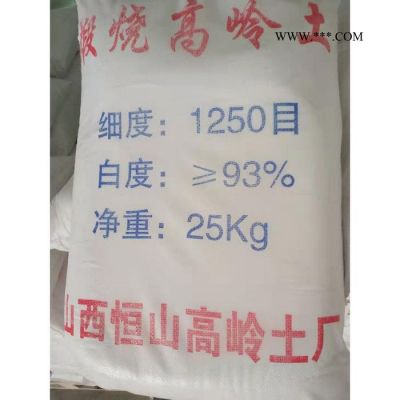 www.***.com
煅烧高岭土
细度：1250目
白度：≥93%
净重：25Kg
山西恒山高岭土厂